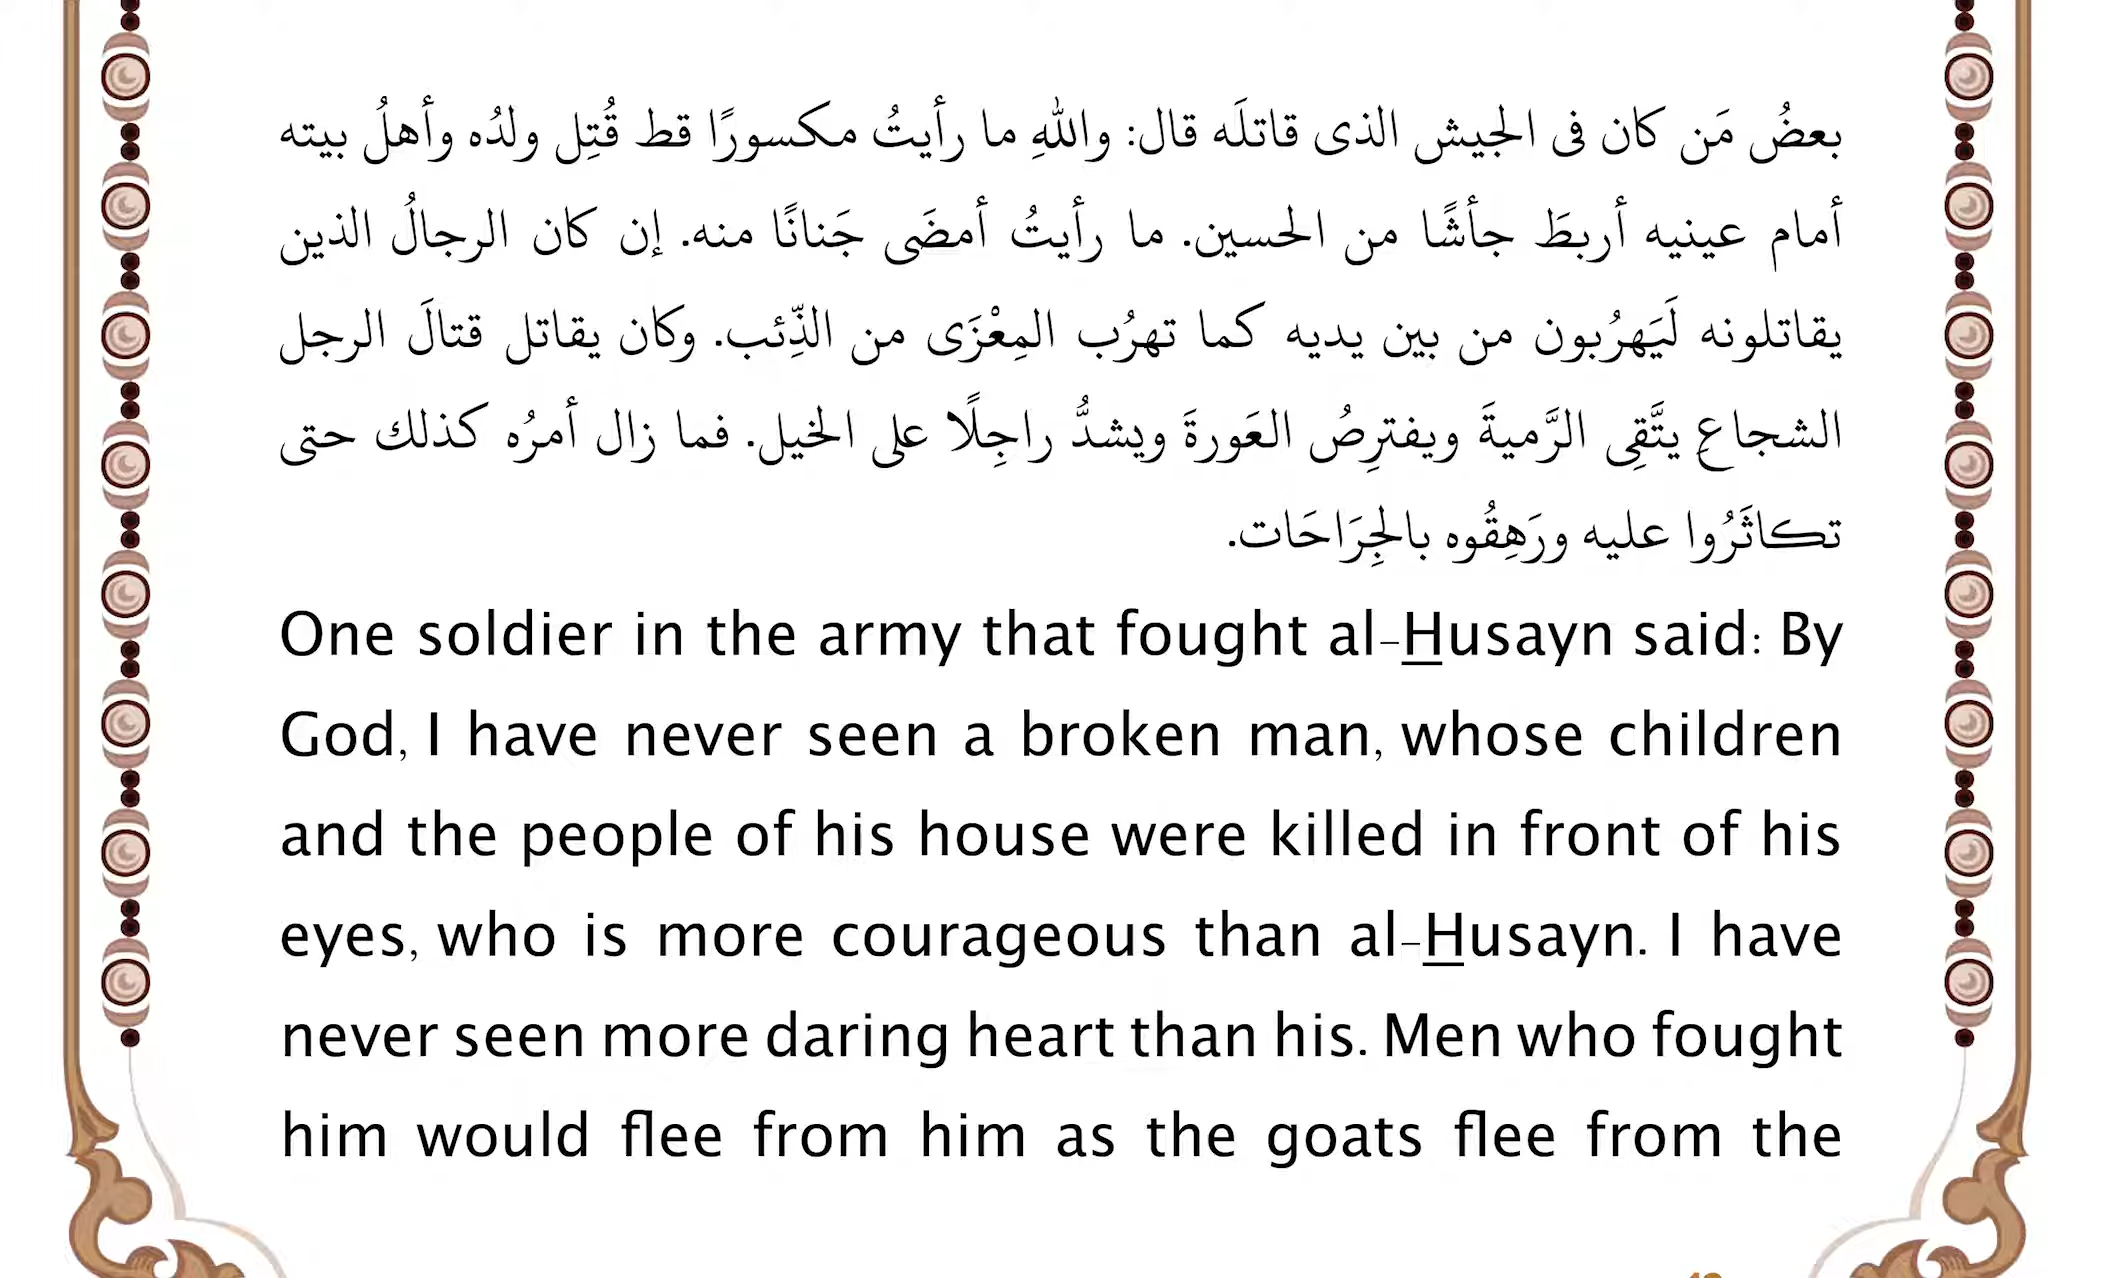 بعضُ مَن كان فى الجيش الذى قاتلَه قال: واللهِ ما رأيتُ مكسورًا قط قُتِل ولدُه وأهلُ بيته
أمام عينيه أربطَ جأشًا من الحسين. ما رأيتُ أمضَى جَنانًا منه. إن كان الرجالُ الذين
يقاتلونه لَيَهرُبون من بين يديه كما تهرُب المِعْزَى من الذِّئب. وكان يقاتل قتالَ الرجل
الشجاعِ يتَّقِى الرَّميةَ ويفترِصُ العَورةَ ويشدُّ راجِلًا على الخيل. فما زال أمرُه كذلك حتى
تكاثَرُوا عليه ورَهِقُوه بالجِرَاحَات.
One soldier in the army that fought al-Husayn said: By
God, I have never seen a broken man, whose children
and the people of his house were killed in front of his
eyes, who is more courageous than al-Husayn. I have
never seen more daring heart than his. Men who fought
him would flee from him as the goats flee from the